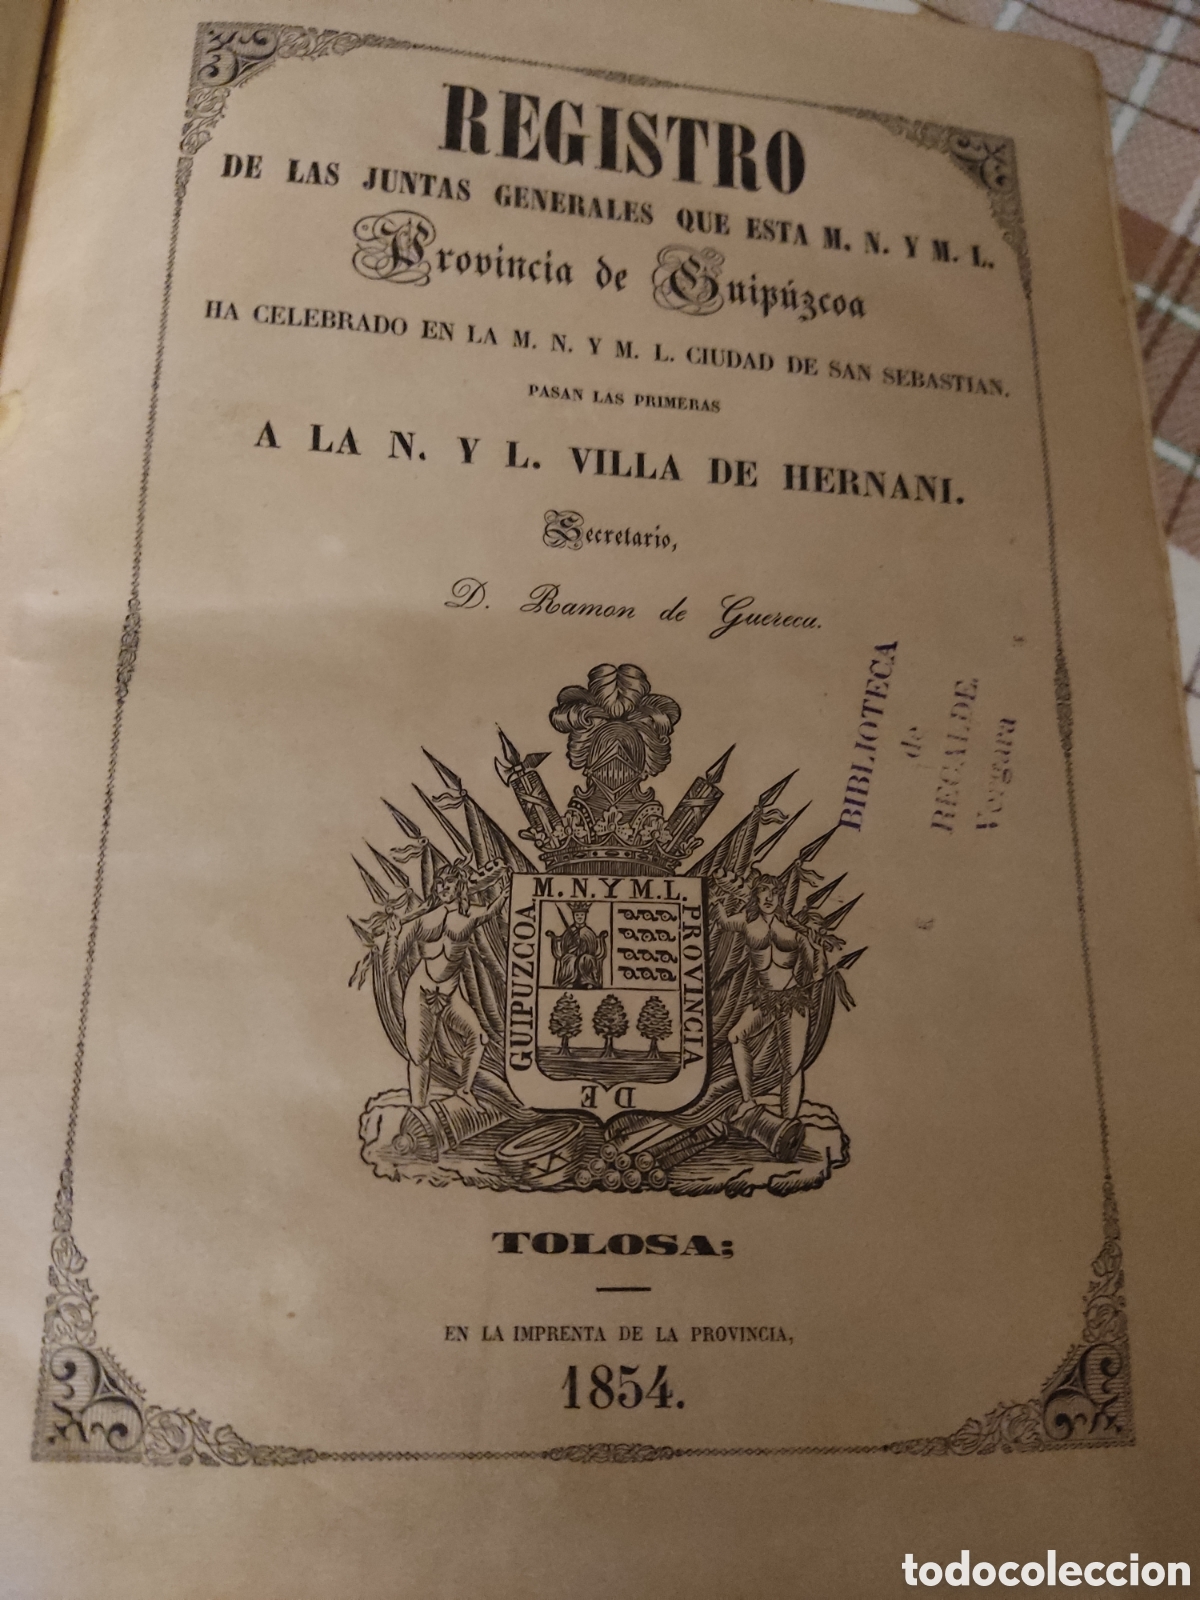 REGISTRO
DE LAS JUNTAS GENERALES QUE ESTA M. N. Y M. L.
Provincia de Guipúzcoa
HA CELEBRADO EN LA M. N. Y M. L. CIUDAD DE SAN SEBASTIAN.
PASAN LAS PRIMERAS
A LA N. Y L. VILLA DE HERNANI.
Secretario,
D. Ramon de Guereca.
BIBLIOTECA
de
RECALDE.
Vergara
M. N. Y M. L.
PROVINCIA
DE
GUIPUZCOA
TOLOSA;
EN LA IMPRENTA DE LA PROVINCIA,
1854.
todocoleccion